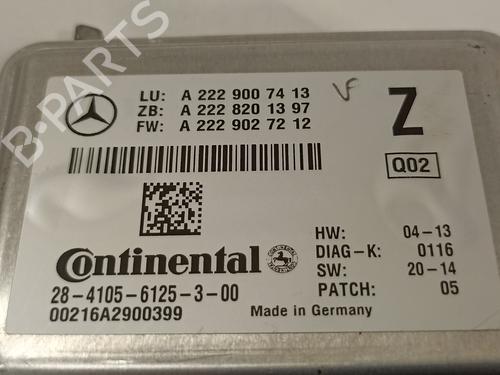 LU: A 222 900 74 13
ZB: A 222 820 13 97
FW: A 222 902 72 12
VF
Z
Q02
Continental
28-4105-6125-3-00
00216A2900399
HW: 04-13
DIAG-K: 0116
SW: 20-14
PATCH: 05
Made in Germany
B-PARTS